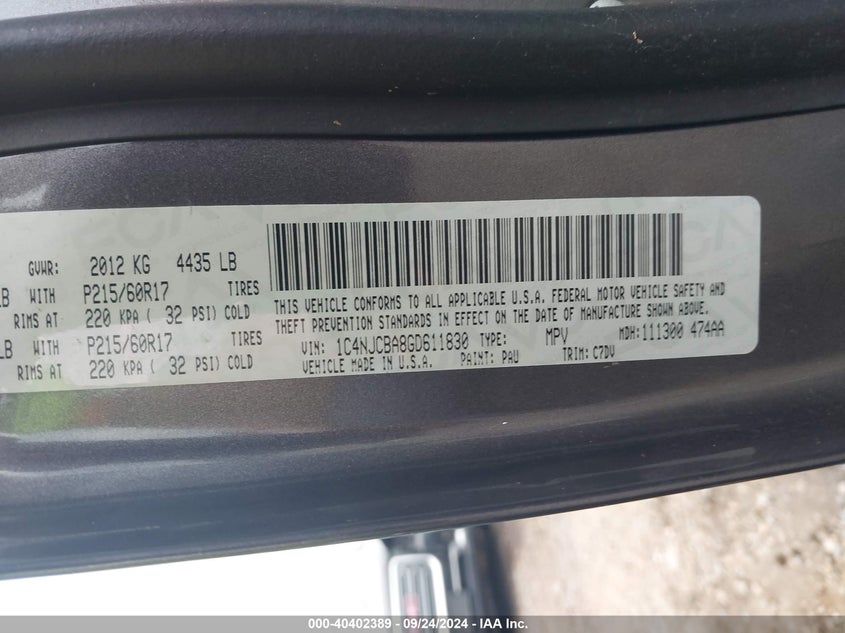 GVWR: 2012 KG 4435 LB
LB WITH P215/60R17 TIRES
RIMS AT 220 KPA ( 32 PSI) COLD
LB WITH P215/60R17 TIRES
RIMS AT 220 KPA ( 32 PSI) COLD
THIS VEHICLE CONFORMS TO ALL APPLICABLE U.S.A. FEDERAL MOTOR VEHICLE SAFETY AND
THEFT PREVENTION STANDARDS IN EFFECT ON THE DATE OF MANUFACTURE SHOWN ABOVE.
VIN: 1C4NJCBA8GD611830 TYPE: MPV MDH: 111300 474AA
VEHICLE MADE IN U.S.A. PAINT: PAU TRIM: C7DV
000-40402389 - 09/24/2024 - IAA Inc.